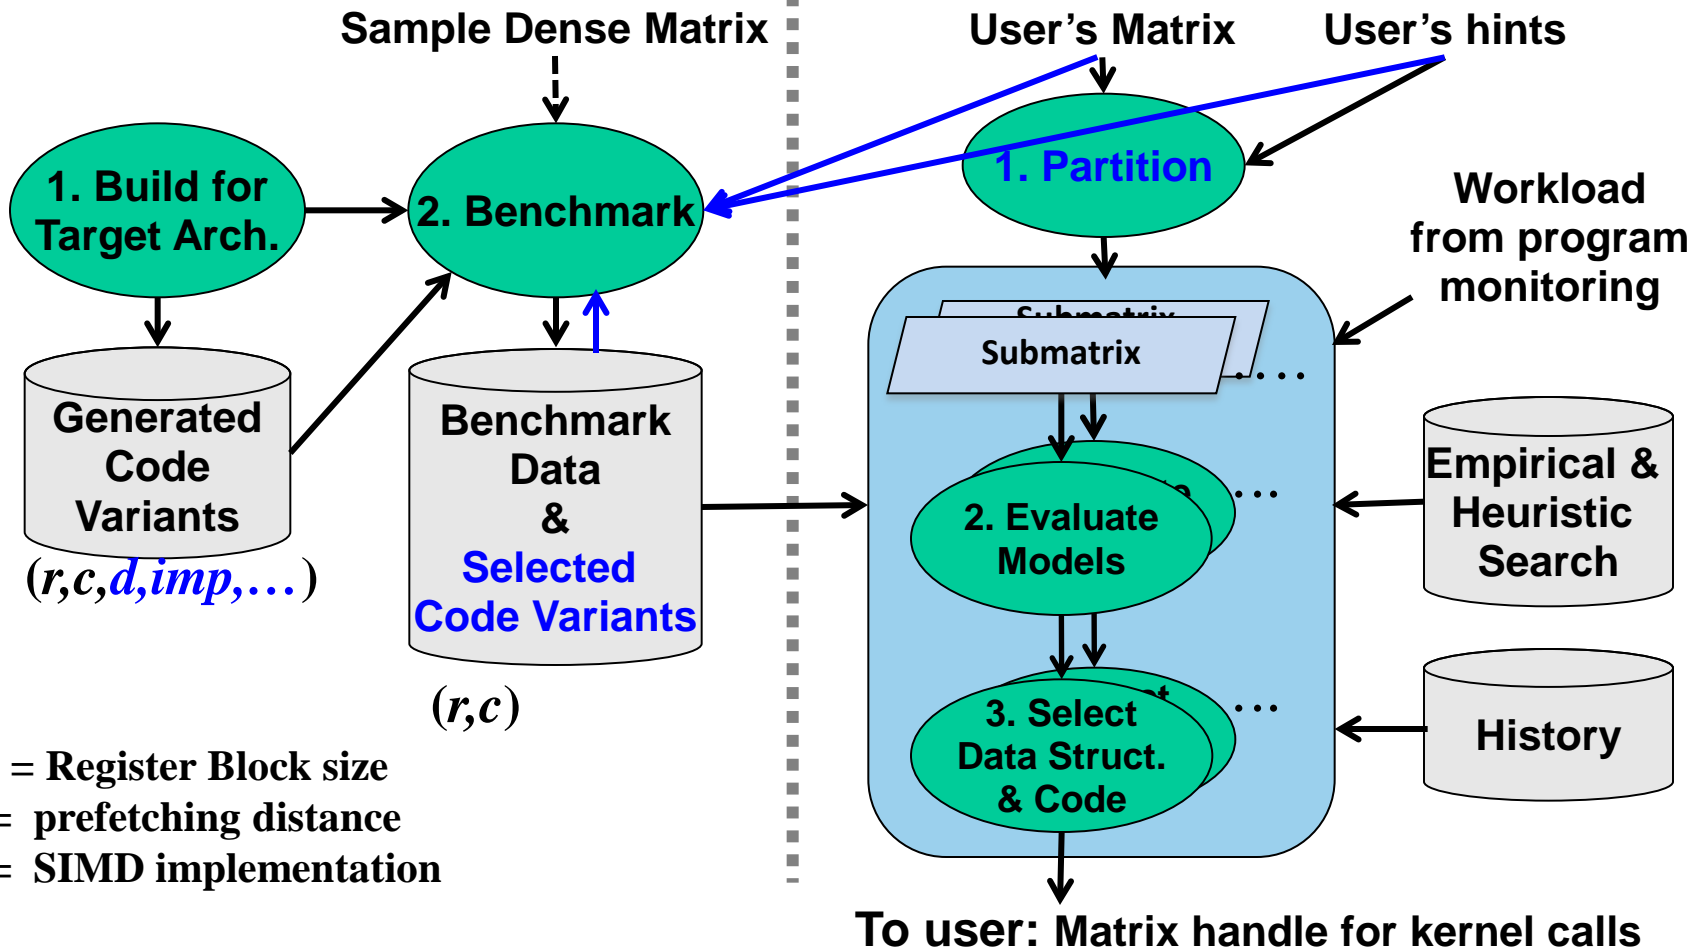 Sample Dense Matrix
User’s Matrix
User’s hints
1. Build for
Target Arch.
2. Benchmark
1. Partition
Workload
from program
monitoring
Submatrix
Submatrix
. . . .
Generated
Code
Variants
(r,c,d,imp,…)
Benchmark
Data
&
Selected
Code Variants
(r,c)
2. Evaluate
Models
. . .
Empirical &
Heuristic
Search
3. Select
Data Struct.
& Code
. . .
History
= Register Block size
= prefetching distance
= SIMD implementation
To user: Matrix handle for kernel calls